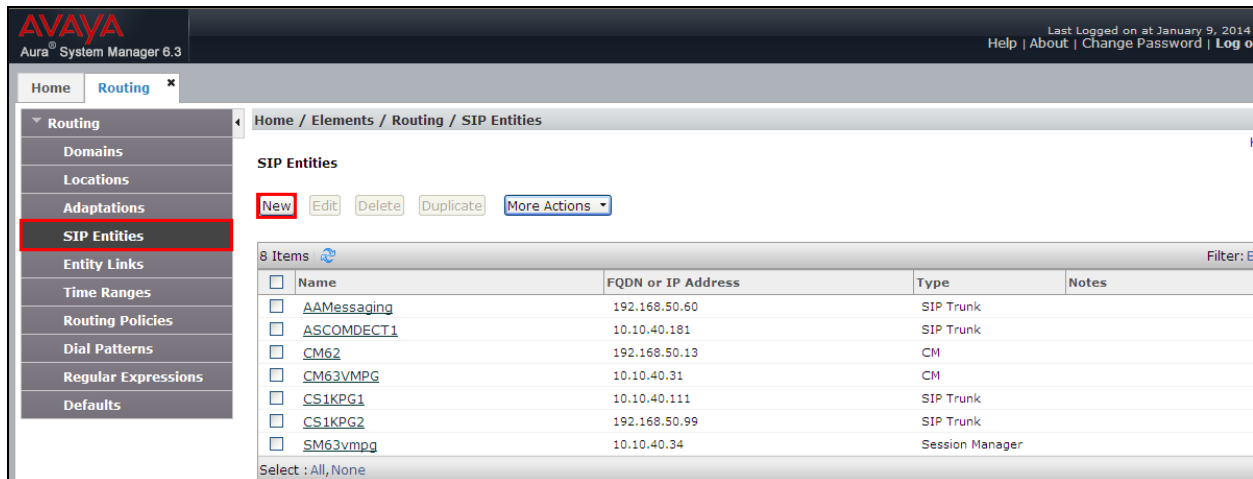 AVAYA
Aura® System Manager 6.3
Last Logged on at January 9, 2014
Help | About | Change Password | Log o
Home
Routing ×
Routing
Domains
Locations
Adaptations
SIP Entities
Entity Links
Time Ranges
Routing Policies
Dial Patterns
Regular Expressions
Defaults
Home / Elements / Routing / SIP Entities
H
SIP Entities
New Edit Delete Duplicate More Actions
8 Items Filter: E
Name FQDN or IP Address Type Notes
AAMessaging 192.168.50.60 SIP Trunk
ASCOMDECT1 10.10.40.181 SIP Trunk
CM62 192.168.50.13 CM
CM63VMPG 10.10.40.31 CM
CS1KPG1 10.10.40.111 SIP Trunk
CS1KPG2 192.168.50.99 SIP Trunk
SM63vmpg 10.10.40.34 Session Manager
Select : All, None